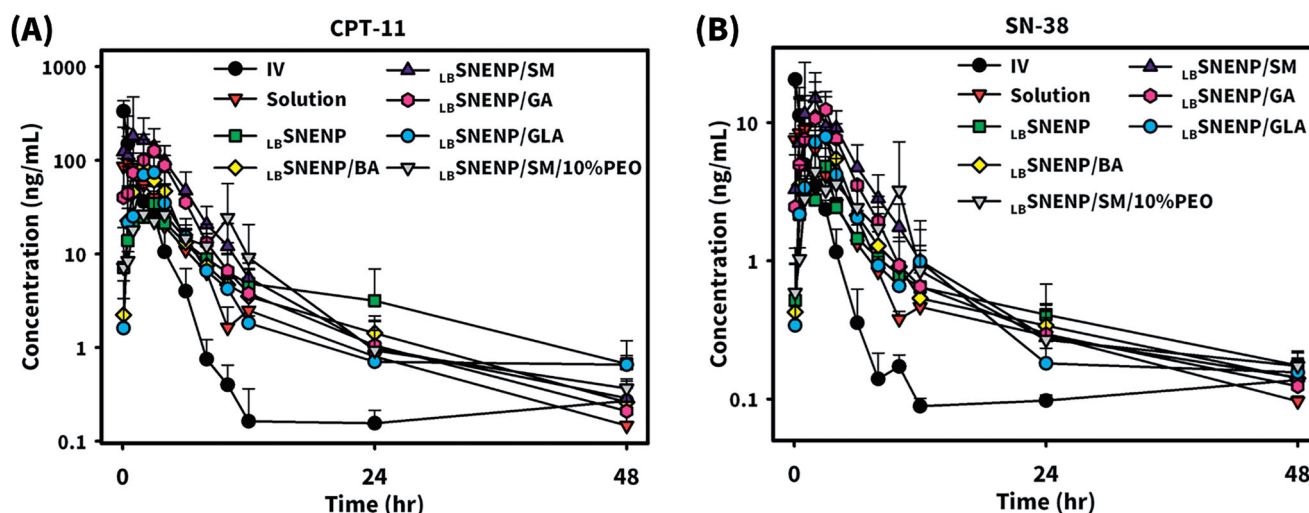 (A)
CPT-11
Concentration (ng/mL)
1000
100
10
1
0.1
IV
Solution
LBSNENP
LBSNENP/BA
LBSNENP/SM
LBSNENP/GA
LBSNENP/GLA
LBSNENP/SM/10%PEO
0 24 48
Time (hr)
(B)
SN-38
Concentration (ng/mL)
10
1
0.1
IV
Solution
LBSNENP
LBSNENP/BA
LBSNENP/SM/10%PEO
LBSNENP/SM
LBSNENP/GA
LBSNENP/GLA
0 24 48
Time (hr)